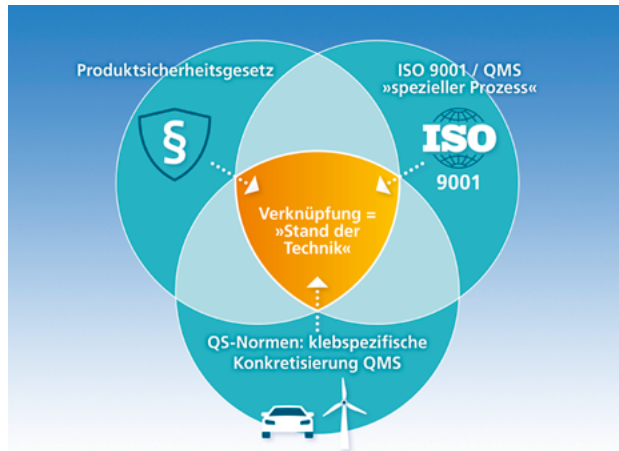 Produktsicherheitsgesetz
§
ISO 9001 / QMS
»spezieller Prozess«
ISO
9001
Verknüpfung =
»Stand der
Technik«
QS-Normen: klebspezifische
Konkretisierung QMS